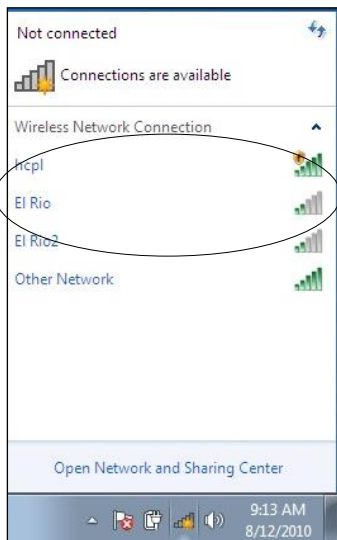 Not connected
Connections are available
Wireless Network Connection
hcpl
El Rio
El Rio2
Other Network
Open Network and Sharing Center
9:13 AM
8/12/2010